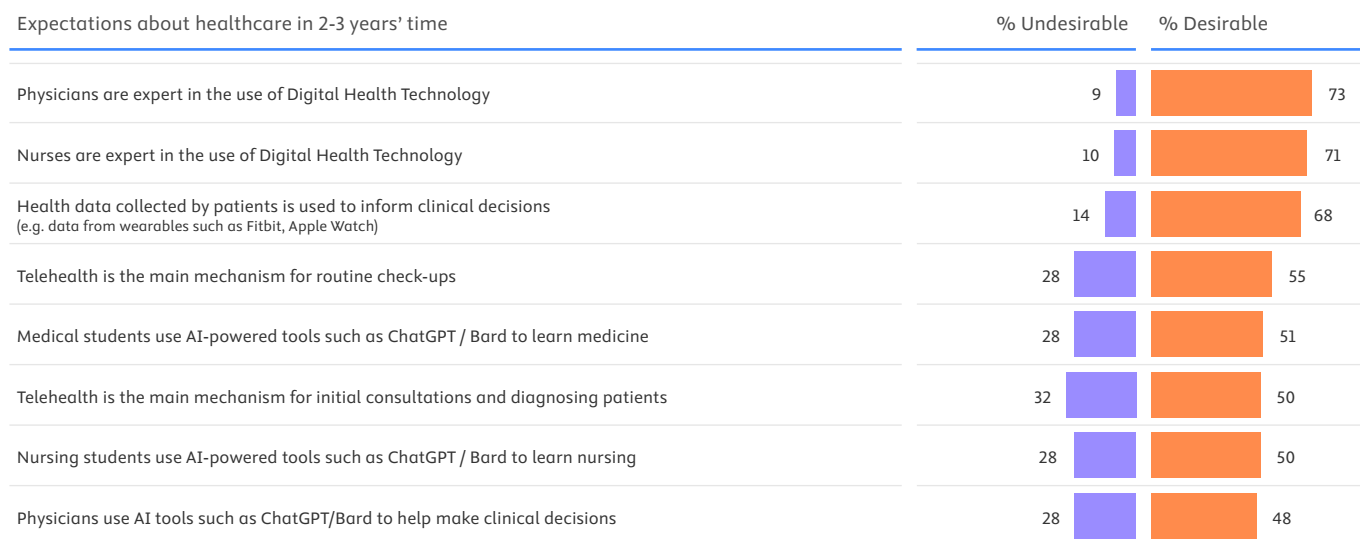 Expectations about healthcare in 2-3 years’ time % Undesirable % Desirable
Physicians are expert in the use of Digital Health Technology 9 73
Nurses are expert in the use of Digital Health Technology 10 71
Health data collected by patients is used to inform clinical decisions
(e.g. data from wearables such as Fitbit, Apple Watch) 14 68
Telehealth is the main mechanism for routine check-ups 28 55
Medical students use AI-powered tools such as ChatGPT / Bard to learn medicine 28 51
Telehealth is the main mechanism for initial consultations and diagnosing patients 32 50
Nursing students use AI-powered tools such as ChatGPT / Bard to learn nursing 28 50
Physicians use AI tools such as ChatGPT/Bard to help make clinical decisions 28 48